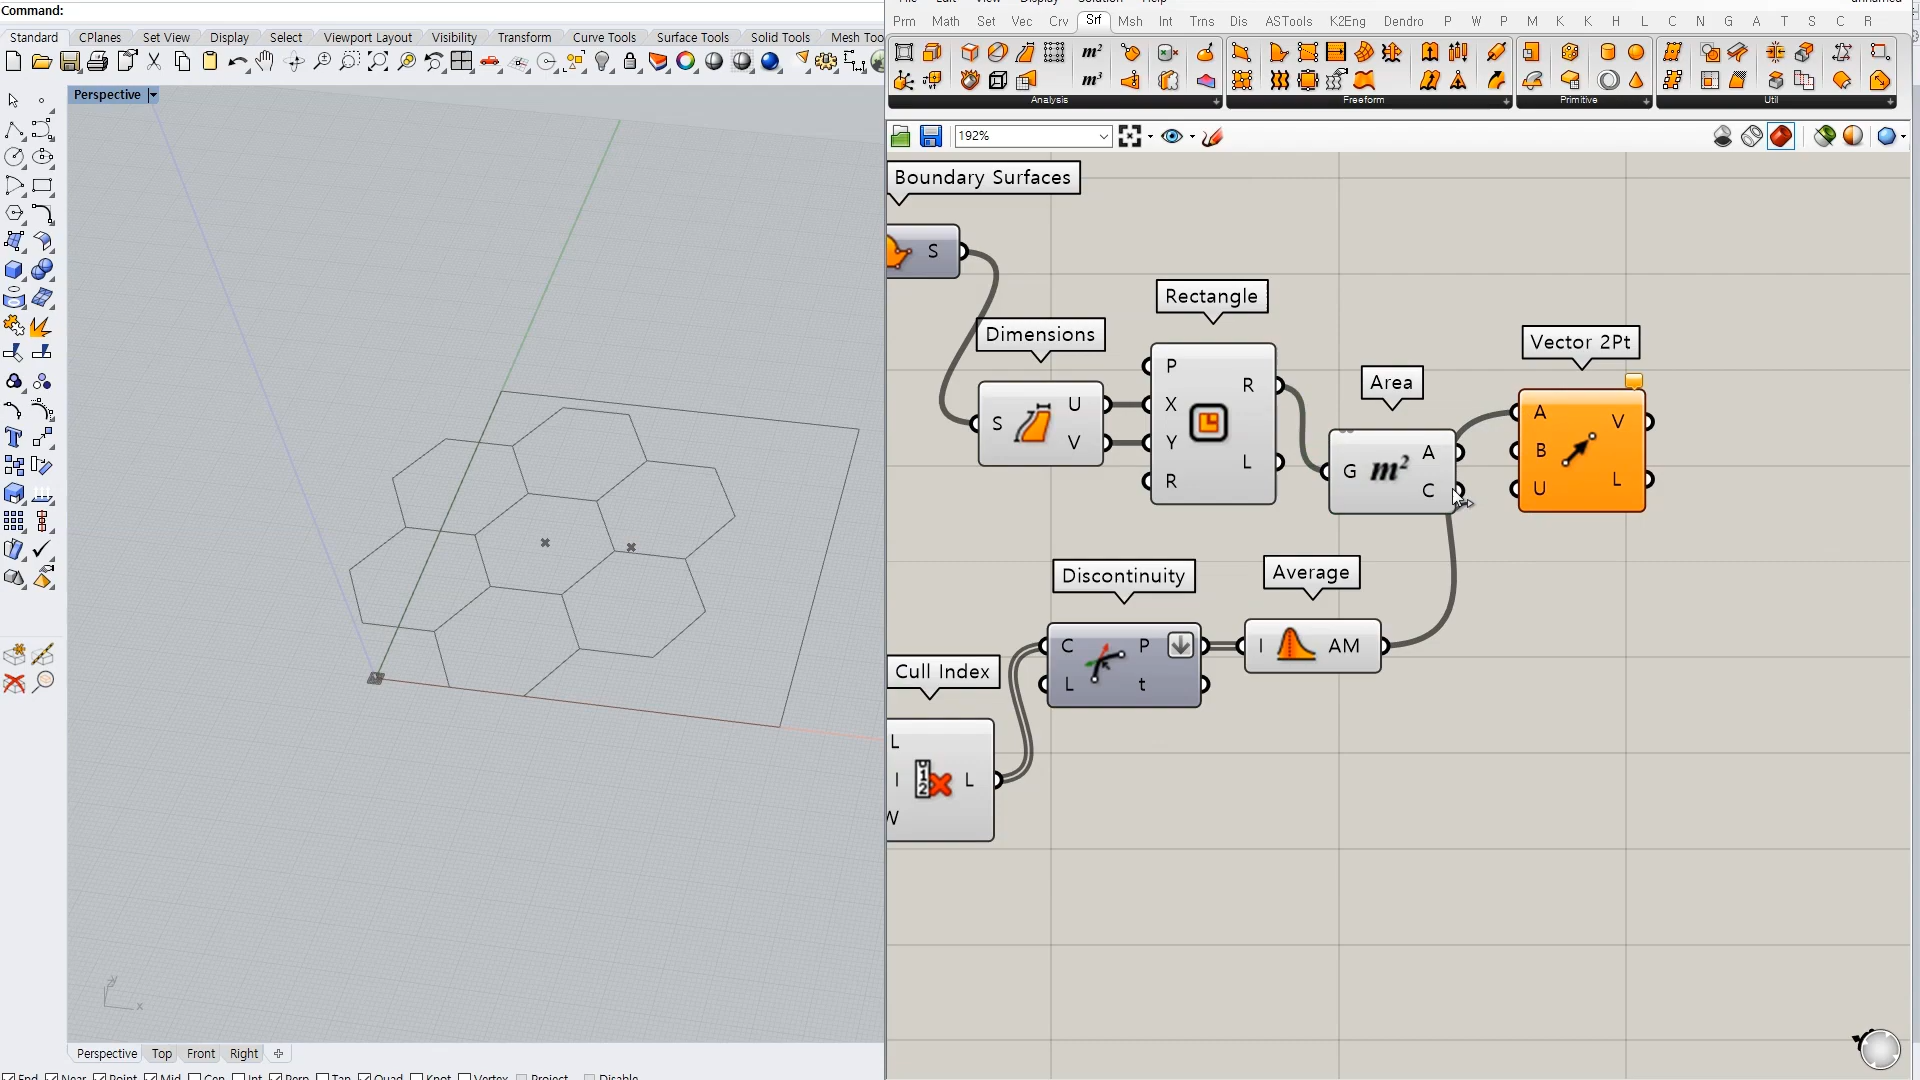 Command:
Standard CPlanes Set View Display Select Viewport Layout Visibility Transform Curve Tools Surface Tools Solid Tools Mesh Too
Perspective
y
x
Perspective Top Front Right
End Near Point Mid Cen Int Perp Tan Quad Knot Vertex Project Disable
Prm Math Set Vec Crv Srf Msh Int Trns Dis ASTools K2Eng Dendro P W P M K K H L C N G A T S C R
m² m³
Analysis Freeform Primitive Util
192%
Boundary Surfaces
S
Dimensions
S U V
Rectangle
P X Y R R L
Area
G m² A C
Vector 2Pt
A B U V L
Discontinuity
C L P t
Average
I AM
Cull Index
L I W L